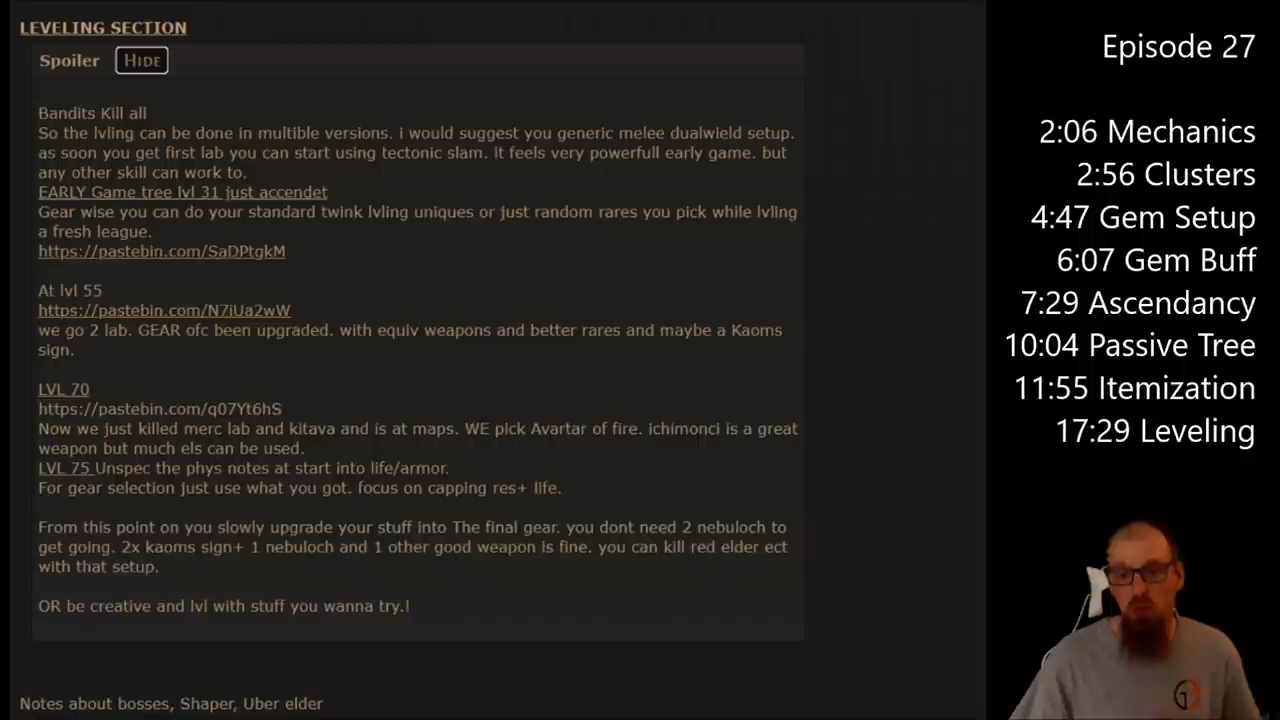 LEVELING SECTION
Spoiler HIDE
Bandits Kill all
So the lvling can be done in multible versions. i would suggest you generic melee dualwield setup.
as soon you get first lab you can start using tectonic slam. it feels very powerfull early game. but
any other skill can work to.
EARLY Game tree lvl 31 just accendet
Gear wise you can do your standard twink lvling uniques or just random rares you pick while lvling
a fresh league.
https://pastebin.com/SaDPtgkM
At lvl 55
https://pastebin.com/N7iUa2wW
we go 2 lab. GEAR ofc been upgraded. with equiv weapons and better rares and maybe a Kaoms
sign.
LVL 70
https://pastebin.com/q07Yt6hS
Now we just killed merc lab and kitava and is at maps. WE pick Avartar of fire. ichimonci is a great
weapon but much els can be used.
LVL 75 Unspec the phys notes at start into life/armor.
For gear selection just use what you got. focus on capping res+ life.
From this point on you slowly upgrade your stuff into The final gear. you dont need 2 nebuloch to
get going. 2x kaoms sign+ 1 nebuloch and 1 other good weapon is fine. you can kill red elder ect
with that setup.
OR be creative and lvl with stuff you wanna try.!
Notes about bosses, Shaper, Uber elder
Episode 27
2:06 Mechanics
2:56 Clusters
4:47 Gem Setup
6:07 Gem Buff
7:29 Ascendancy
10:04 Passive Tree
11:55 Itemization
17:29 Leveling